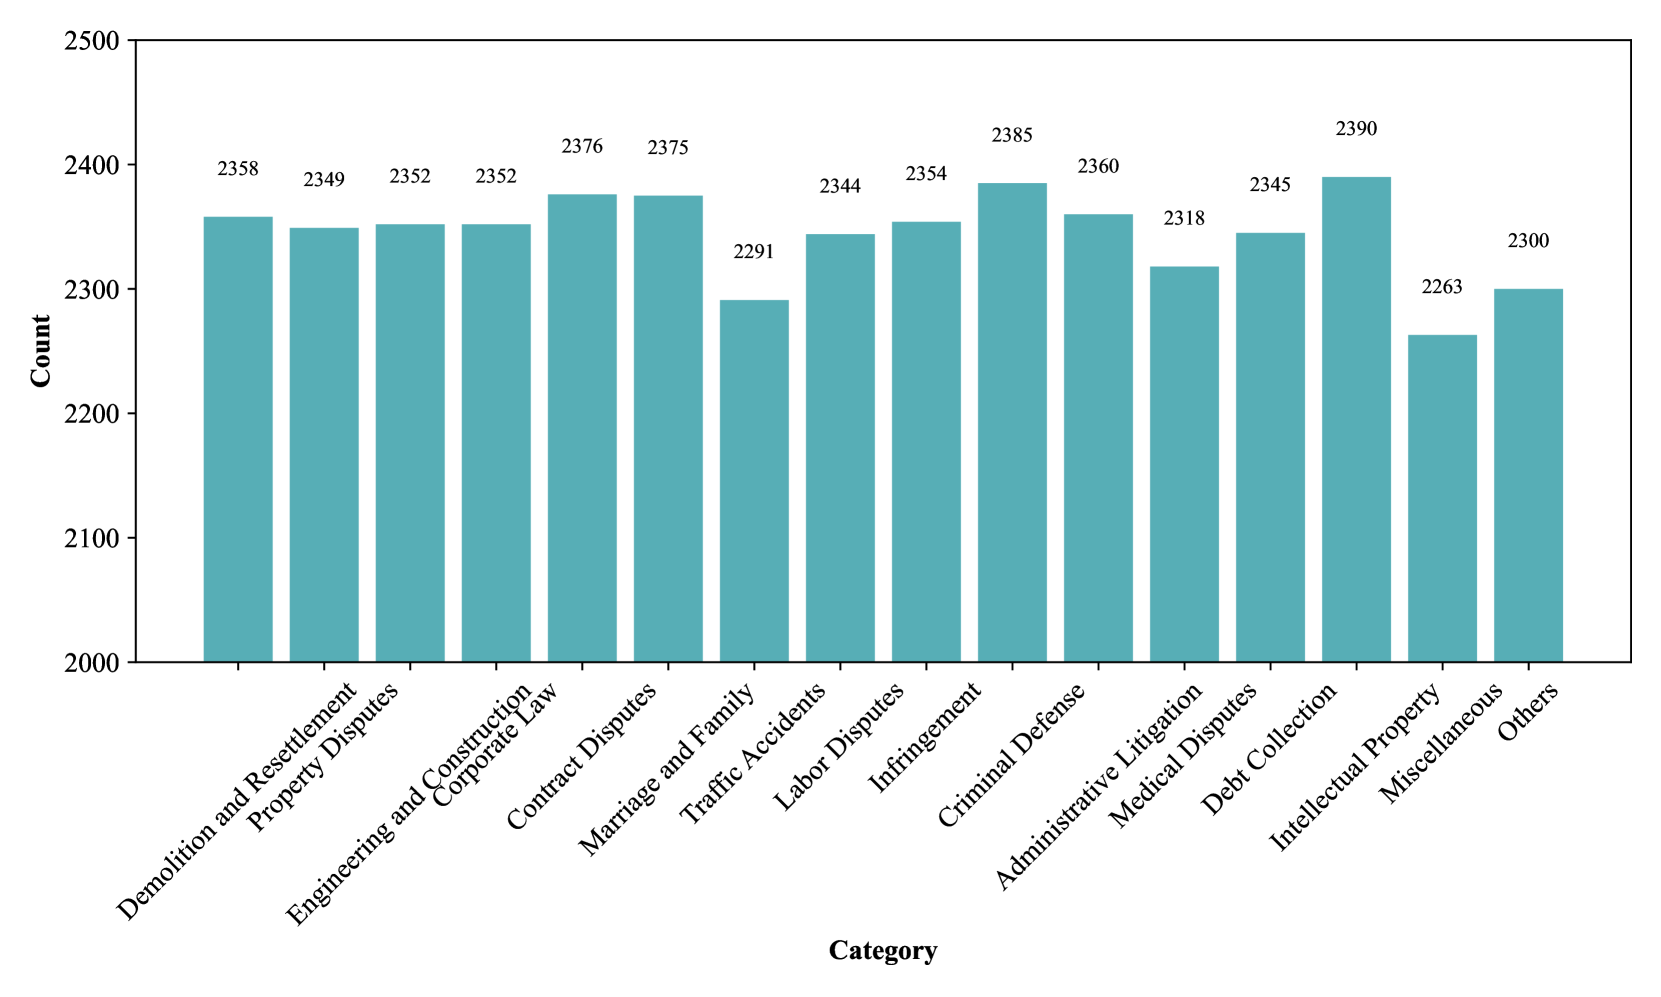 2500
2400
2300
2200
2100
2000
Count
2358
2349
2352
2352
2376
2375
2291
2344
2354
2385
2360
2318
2345
2390
2263
2300
Demolition and Resettlement
Property Disputes
Engineering and Construction
Corporate Law
Contract Disputes
Marriage and Family
Traffic Accidents
Labor Disputes
Infringement
Criminal Defense
Administrative Litigation
Medical Disputes
Debt Collection
Intellectual Property
Miscellaneous
Others
Category